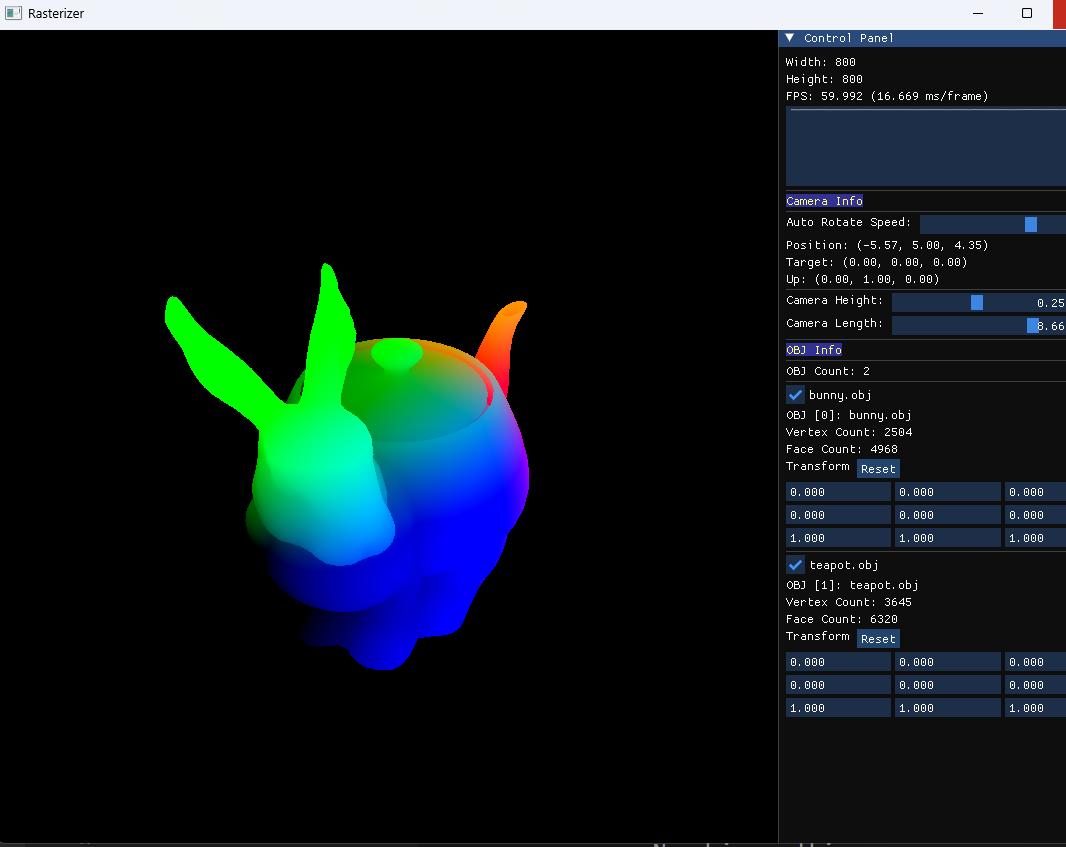 Rasterizer
Control Panel
Width: 800
Height: 800
FPS: 59.992 (16.669 ms/frame)
Camera Info
Auto Rotate Speed:
Position: (-5.57, 5.00, 4.35)
Target: (0.00, 0.00, 0.00)
Up: (0.00, 1.00, 0.00)
Camera Height: 0.25
Camera Length: 8.66
OBJ Info
OBJ Count: 2
bunny.obj
OBJ [0]: bunny.obj
Vertex Count: 2504
Face Count: 4968
Transform Reset
0.000 0.000 0.000
0.000 0.000 0.000
1.000 1.000 1.000
teapot.obj
OBJ [1]: teapot.obj
Vertex Count: 3645
Face Count: 6320
Transform Reset
0.000 0.000 0.000
0.000 0.000 0.000
1.000 1.000 1.000